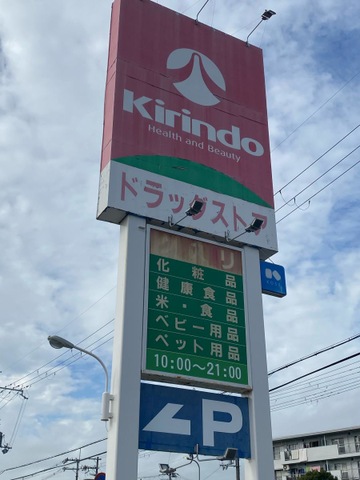 Kirindo
Health and Beauty
ドラッグストア
化粧品
健康食品
米・食品
ベビー用品
ペット用品
10:00〜21:00
P